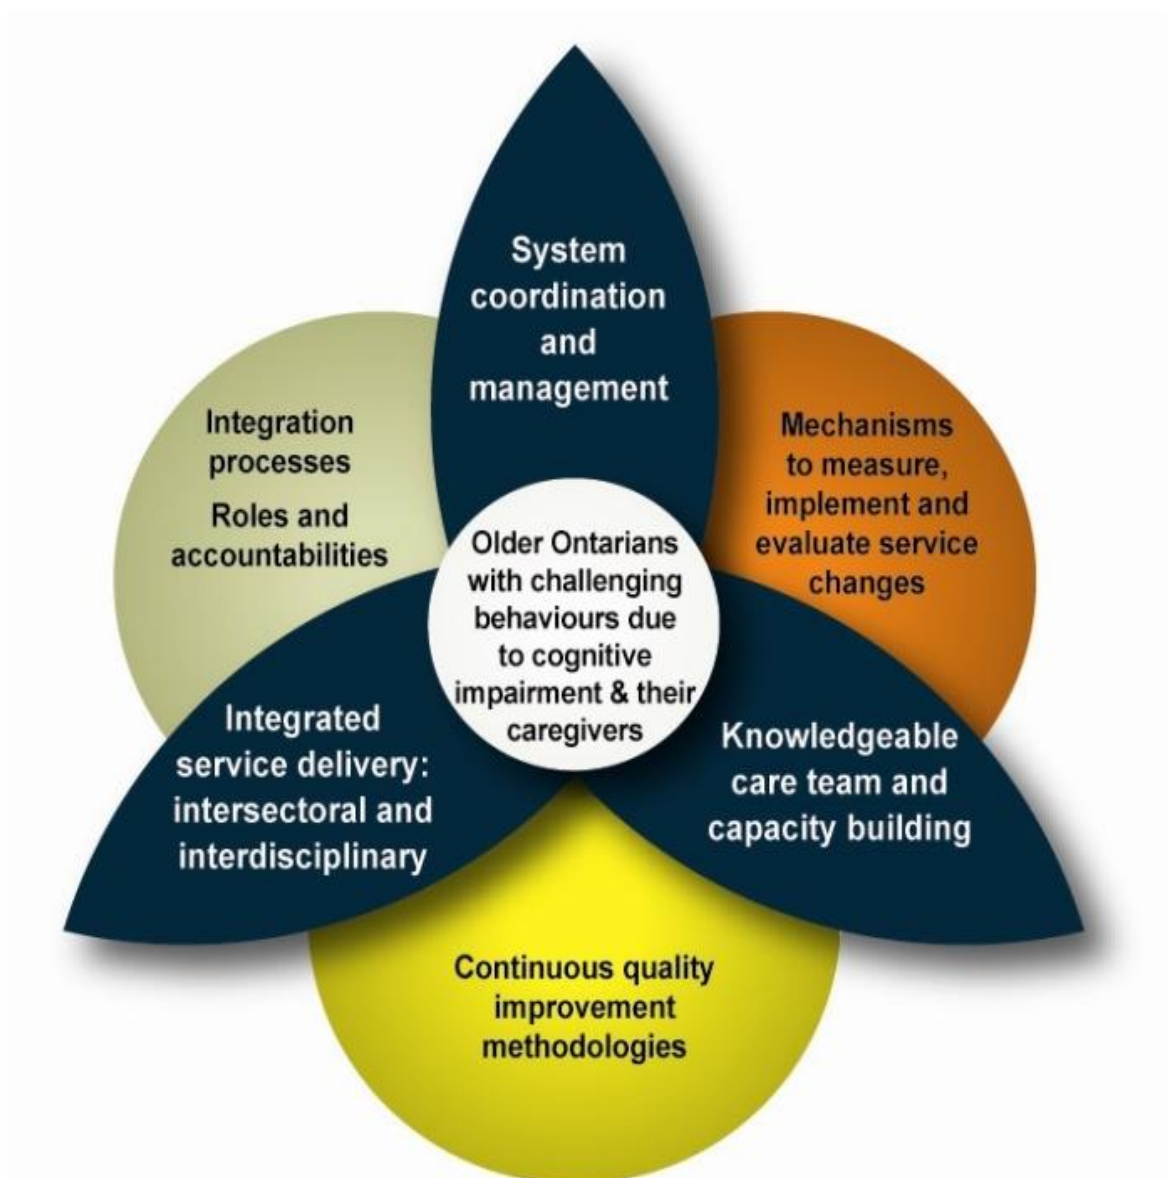 System
coordination
and
management
Integration
processes
Roles and
accountabilities
Mechanisms
to measure,
implement and
evaluate service
changes
Older Ontarians
with challenging
behaviours due
to cognitive
impairment & their
caregivers
Integrated
service delivery:
intersectoral and
interdisciplinary
Knowledgeable
care team and
capacity building
Continuous quality
improvement
methodologies